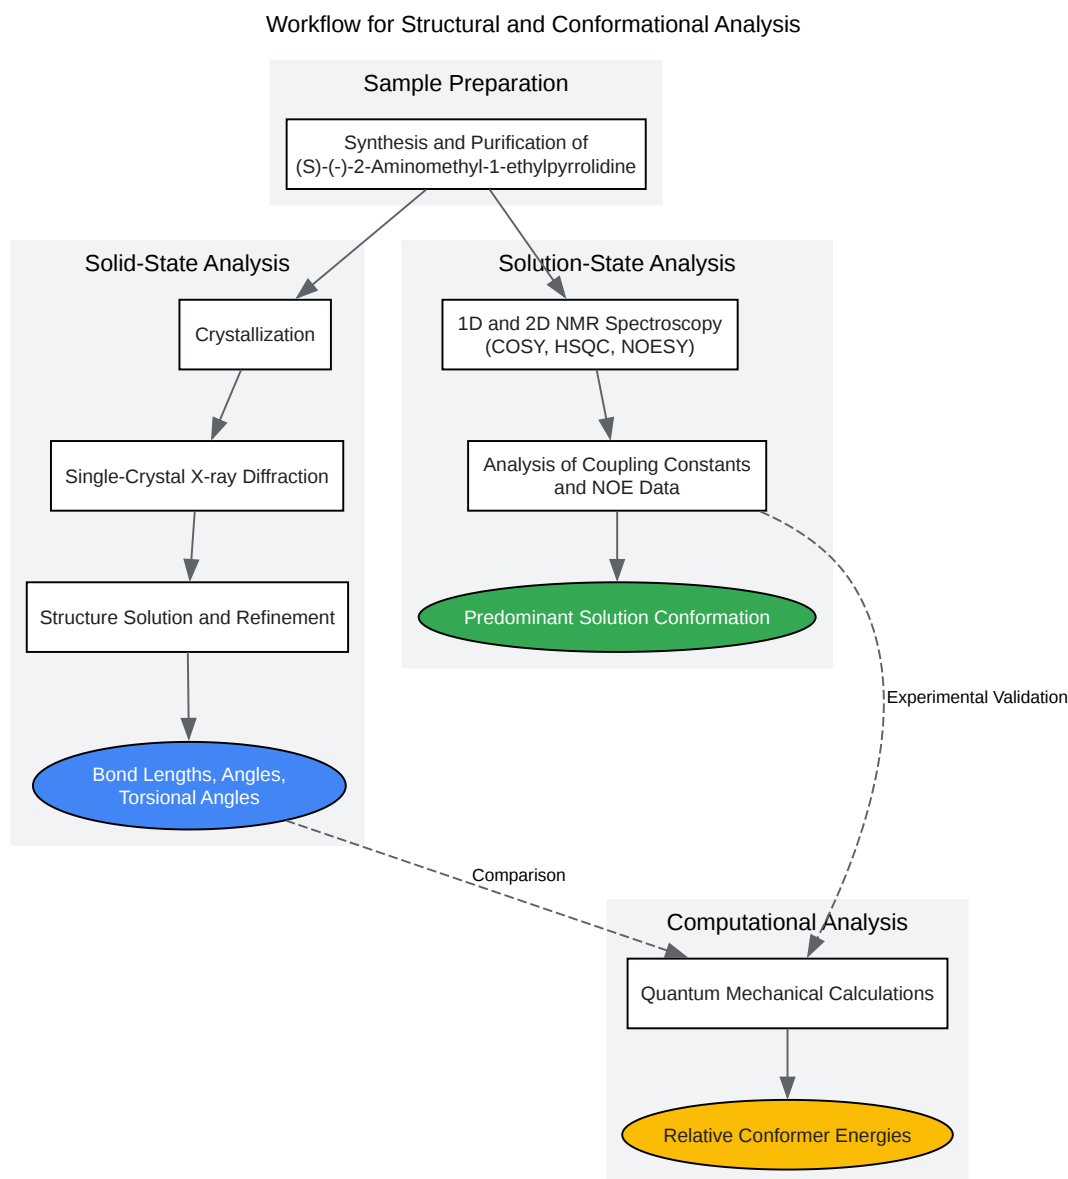 Workflow for Structural and Conformational Analysis
Sample Preparation
Synthesis and Purification of
(S)-(-)-2-Aminomethyl-1-ethylpyrrolidine
Solid-State Analysis
Crystallization
Single-Crystal X-ray Diffraction
Structure Solution and Refinement
Bond Lengths, Angles,
Torsional Angles
Solution-State Analysis
1D and 2D NMR Spectroscopy
(COSY, HSQC, NOESY)
Analysis of Coupling Constants
and NOE Data
Predominant Solution Conformation
Experimental Validation
Comparison
Computational Analysis
Quantum Mechanical Calculations
Relative Conformer Energies